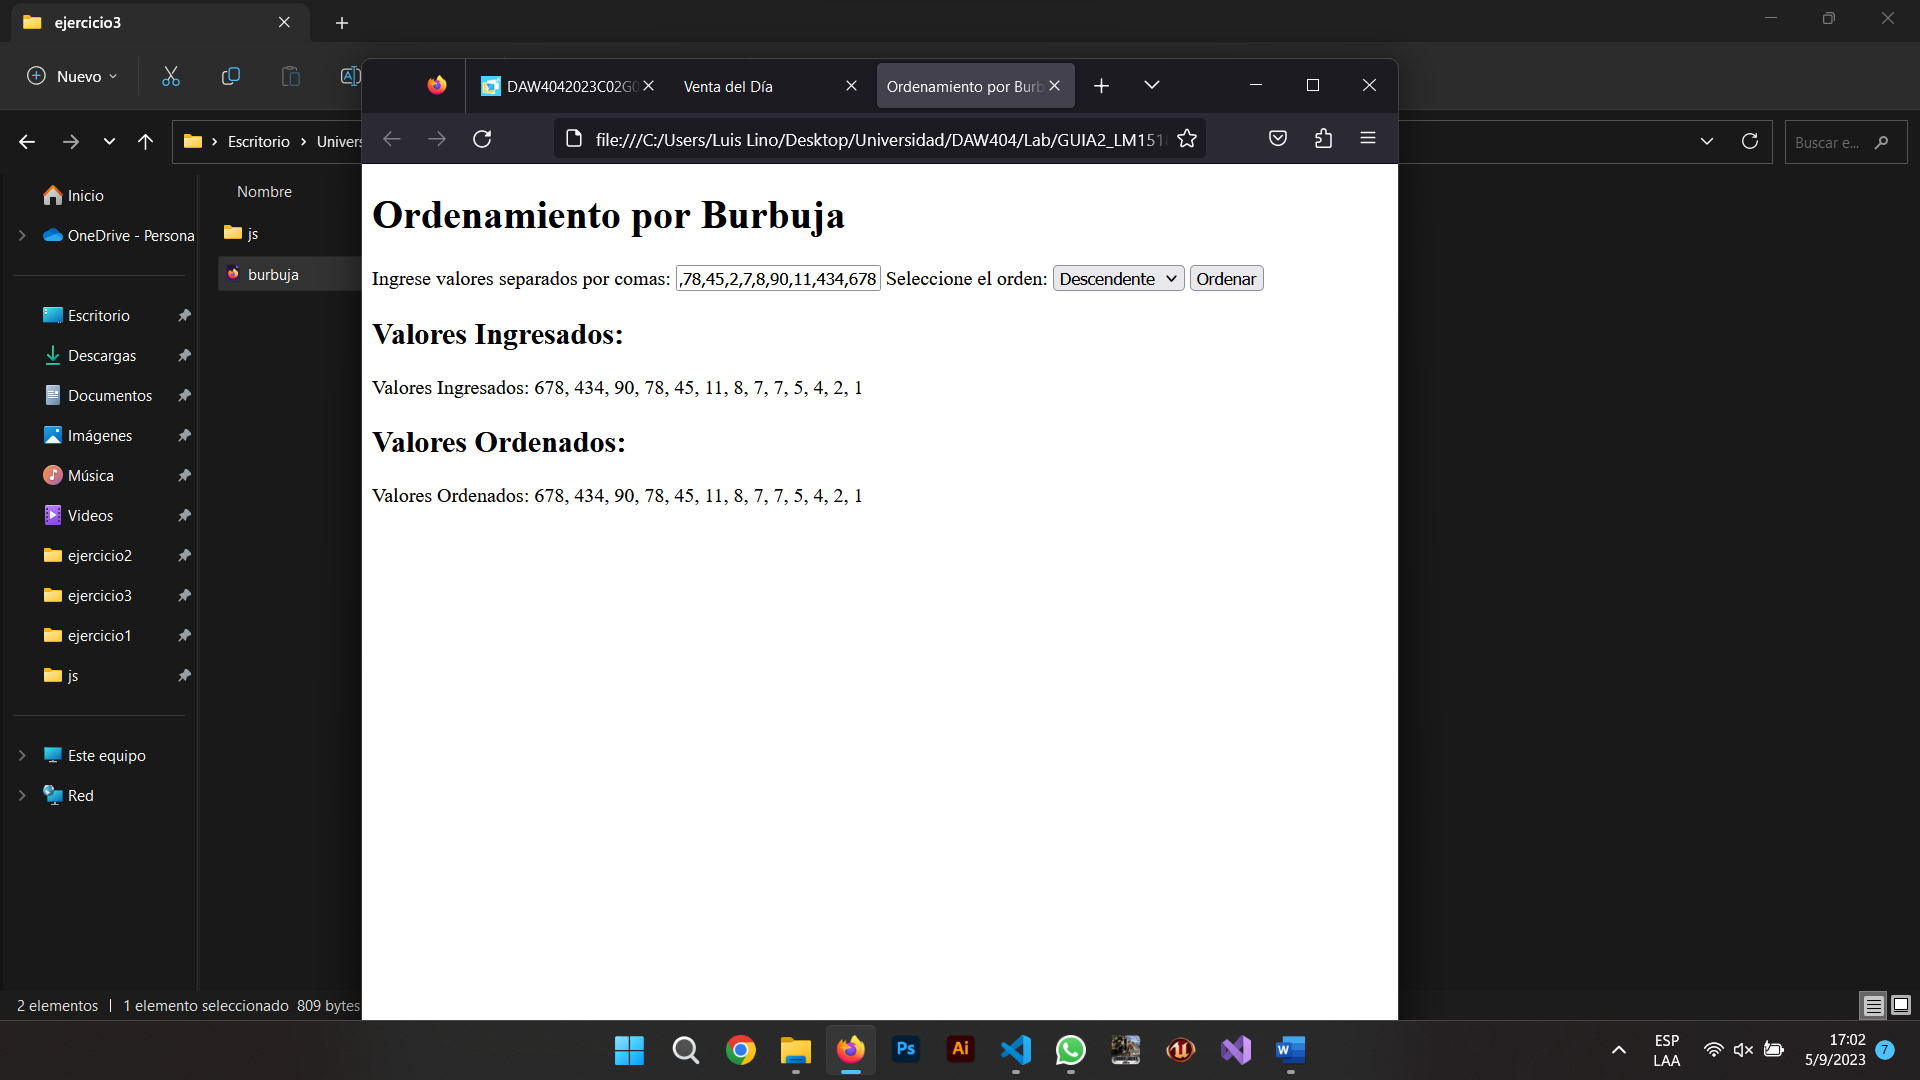 ejercicio3
Nuevo
DAW4042023C02G0
Venta del Día
Ordenamiento por Burb
Escritorio
Univers
file:///C:/Users/Luis Lino/Desktop/Universidad/DAW404/Lab/GUIA2_LM151
Buscar e...
Inicio
OneDrive - Persona
Escritorio
Descargas
Documentos
Imágenes
Música
Videos
ejercicio2
ejercicio3
ejercicio1
js
Este equipo
Red
Nombre
js
burbuja
Ordenamiento por Burbuja
Ingrese valores separados por comas: ,78,45,2,7,8,90,11,434,678 Seleccione el orden: Descendente Ordenar
Valores Ingresados:
Valores Ingresados: 678, 434, 90, 78, 45, 11, 8, 7, 7, 5, 4, 2, 1
Valores Ordenados:
Valores Ordenados: 678, 434, 90, 78, 45, 11, 8, 7, 7, 5, 4, 2, 1
2 elementos
1 elemento seleccionado 809 bytes
Ps
Ai
W
ESP
LAA
17:02
5/9/2023
7